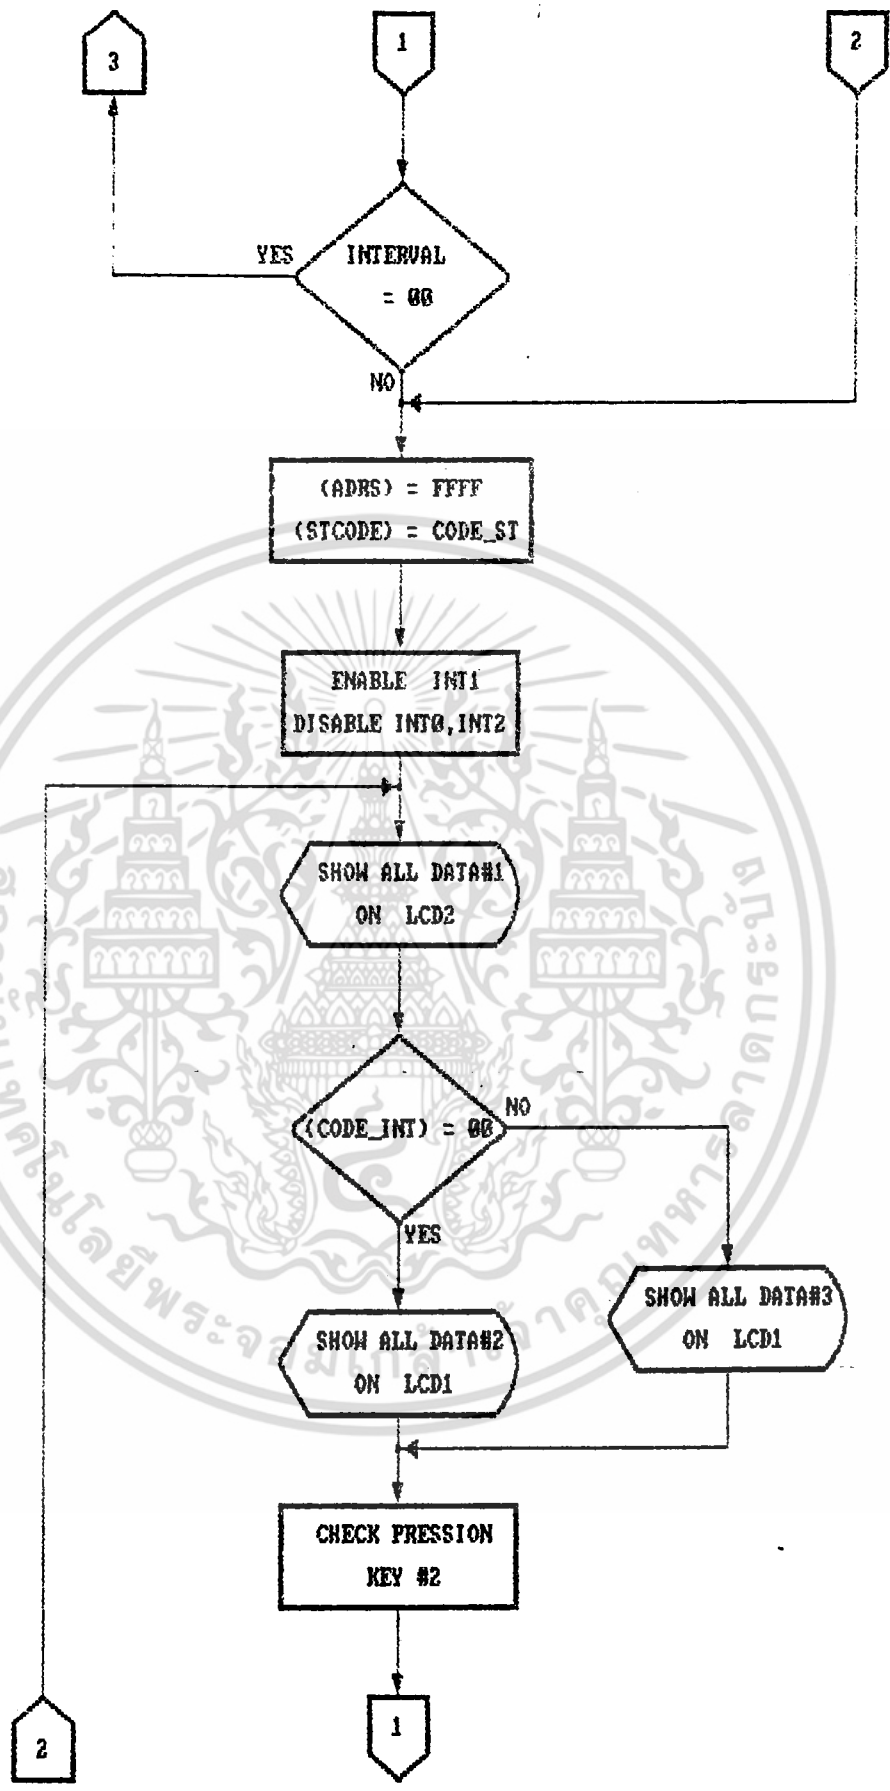 3
1
2
YES
INTERVAL
= 00
NO
(ADRS) = FFFF
(STCODE) = CODE_ST
ENABLE INT1
DISABLE INT0,INT2
SHOW ALL DATA#1
ON LCD2
(CODE_INT) = 00
NO
YES
SHOW ALL DATA#3
ON LCD1
SHOW ALL DATA#2
ON LCD1
CHECK PRESSION
KEY #2
2
1